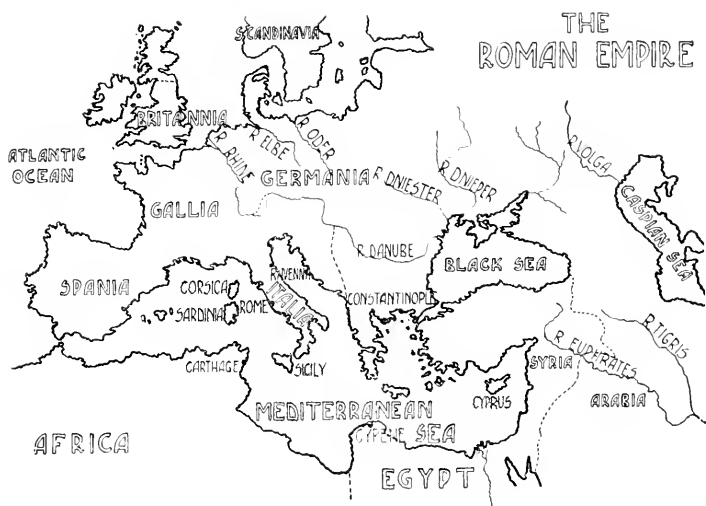 THE
ROMAN EMPIRE
SCANDINAVIA
BRITANNIA
ATLANTIC
OCEAN
R. RHINE
R. ELBE
R. ODER
GERMANIA
R. DNIESTER
R. DNIEPER
R. VOLGA
CASPIAN SEA
GALLIA
R. DANUBE
BLACK SEA
SPANIA
CORSICA
SARDINIA
ROME
RAVENNA
ITALIA
CONSTANTINOPLE
CARTHAGE
SICILY
SYRIA
R. EUPHRATES
R. TIGRIS
ARABIA
CYPRUS
MEDITERRANEAN
SEA
CYPENE
AFRICA
EGYPT